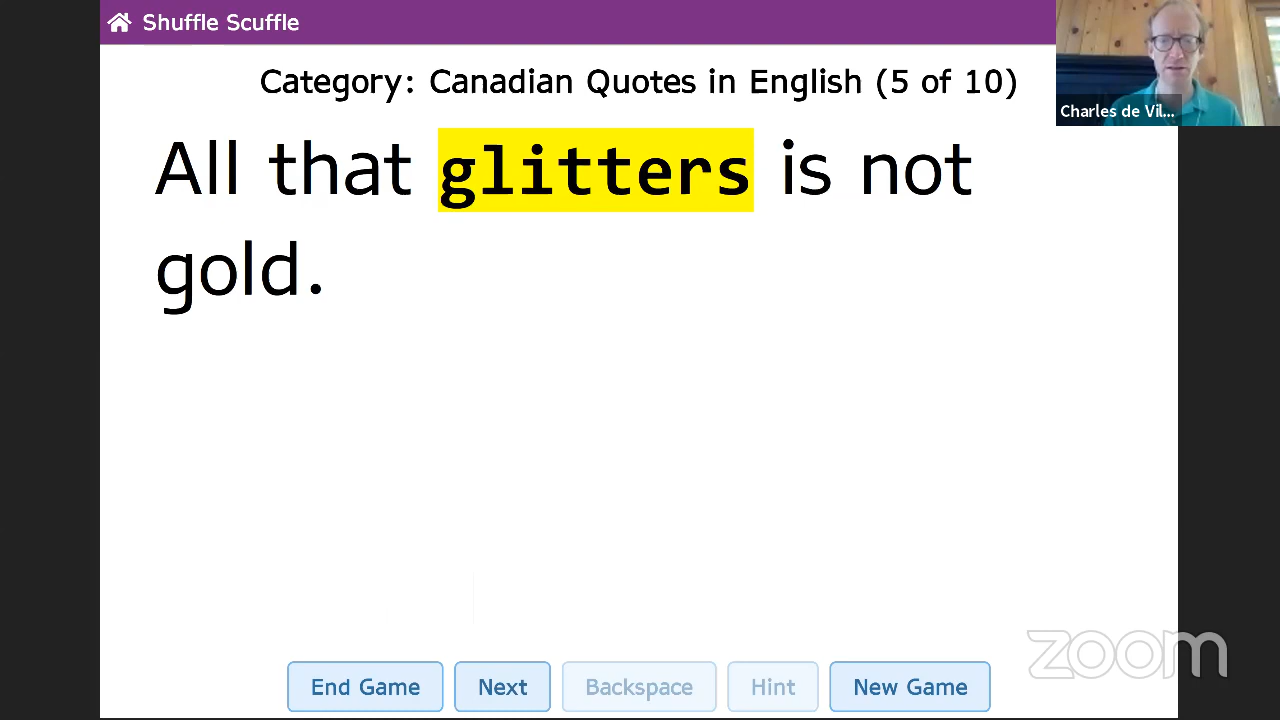 Shuffle Scuffle
Category: Canadian Quotes in English (5 of 10)
Charles de Vil...
All that glitters is not
gold.
End Game
Next
Backspace
Hint
New Game
zoom